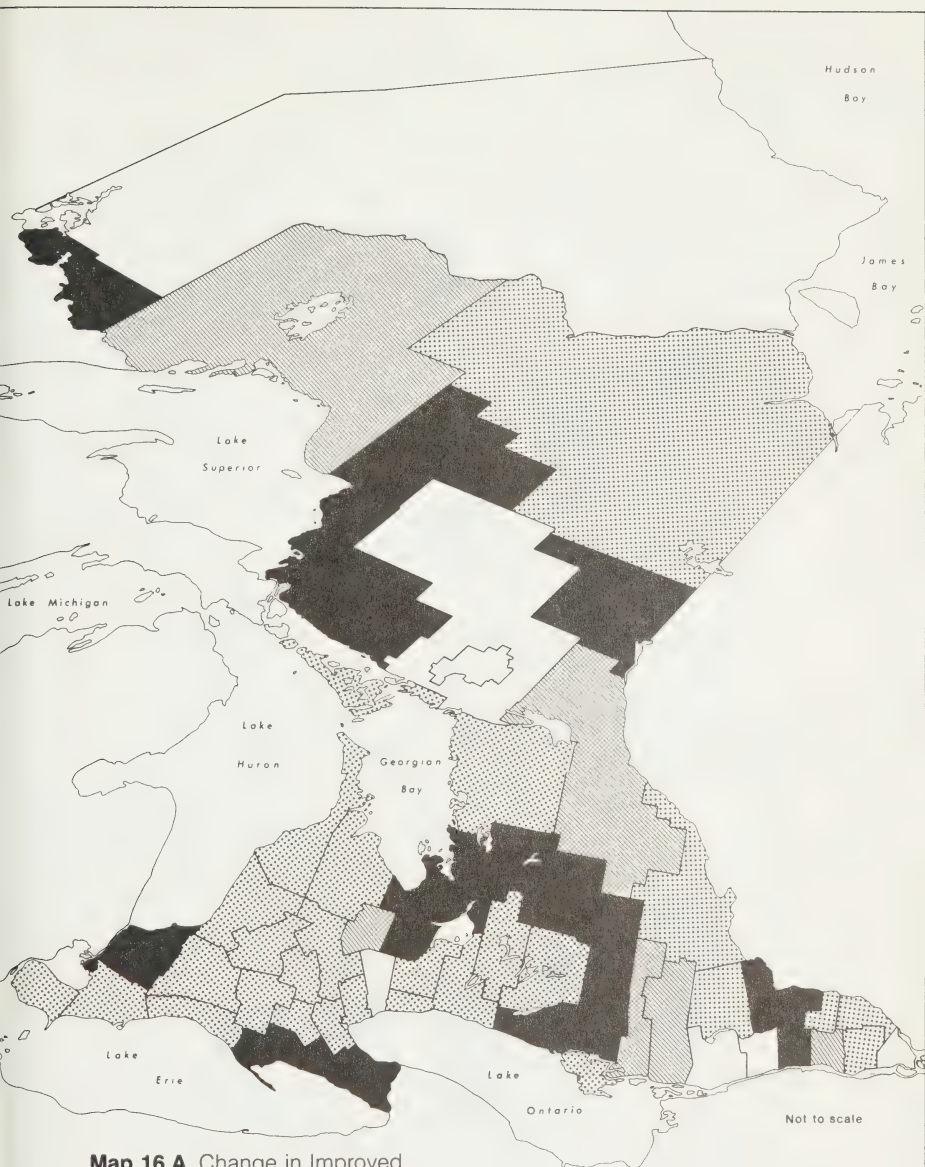 Hudson
Bay
James
Bay
Lake
Superior
Lake Michigan
Lake
Huron
Georgian
Bay
Lake
Erie
Lake
Ontario
Not to scale
Map 16 A Change in Improved